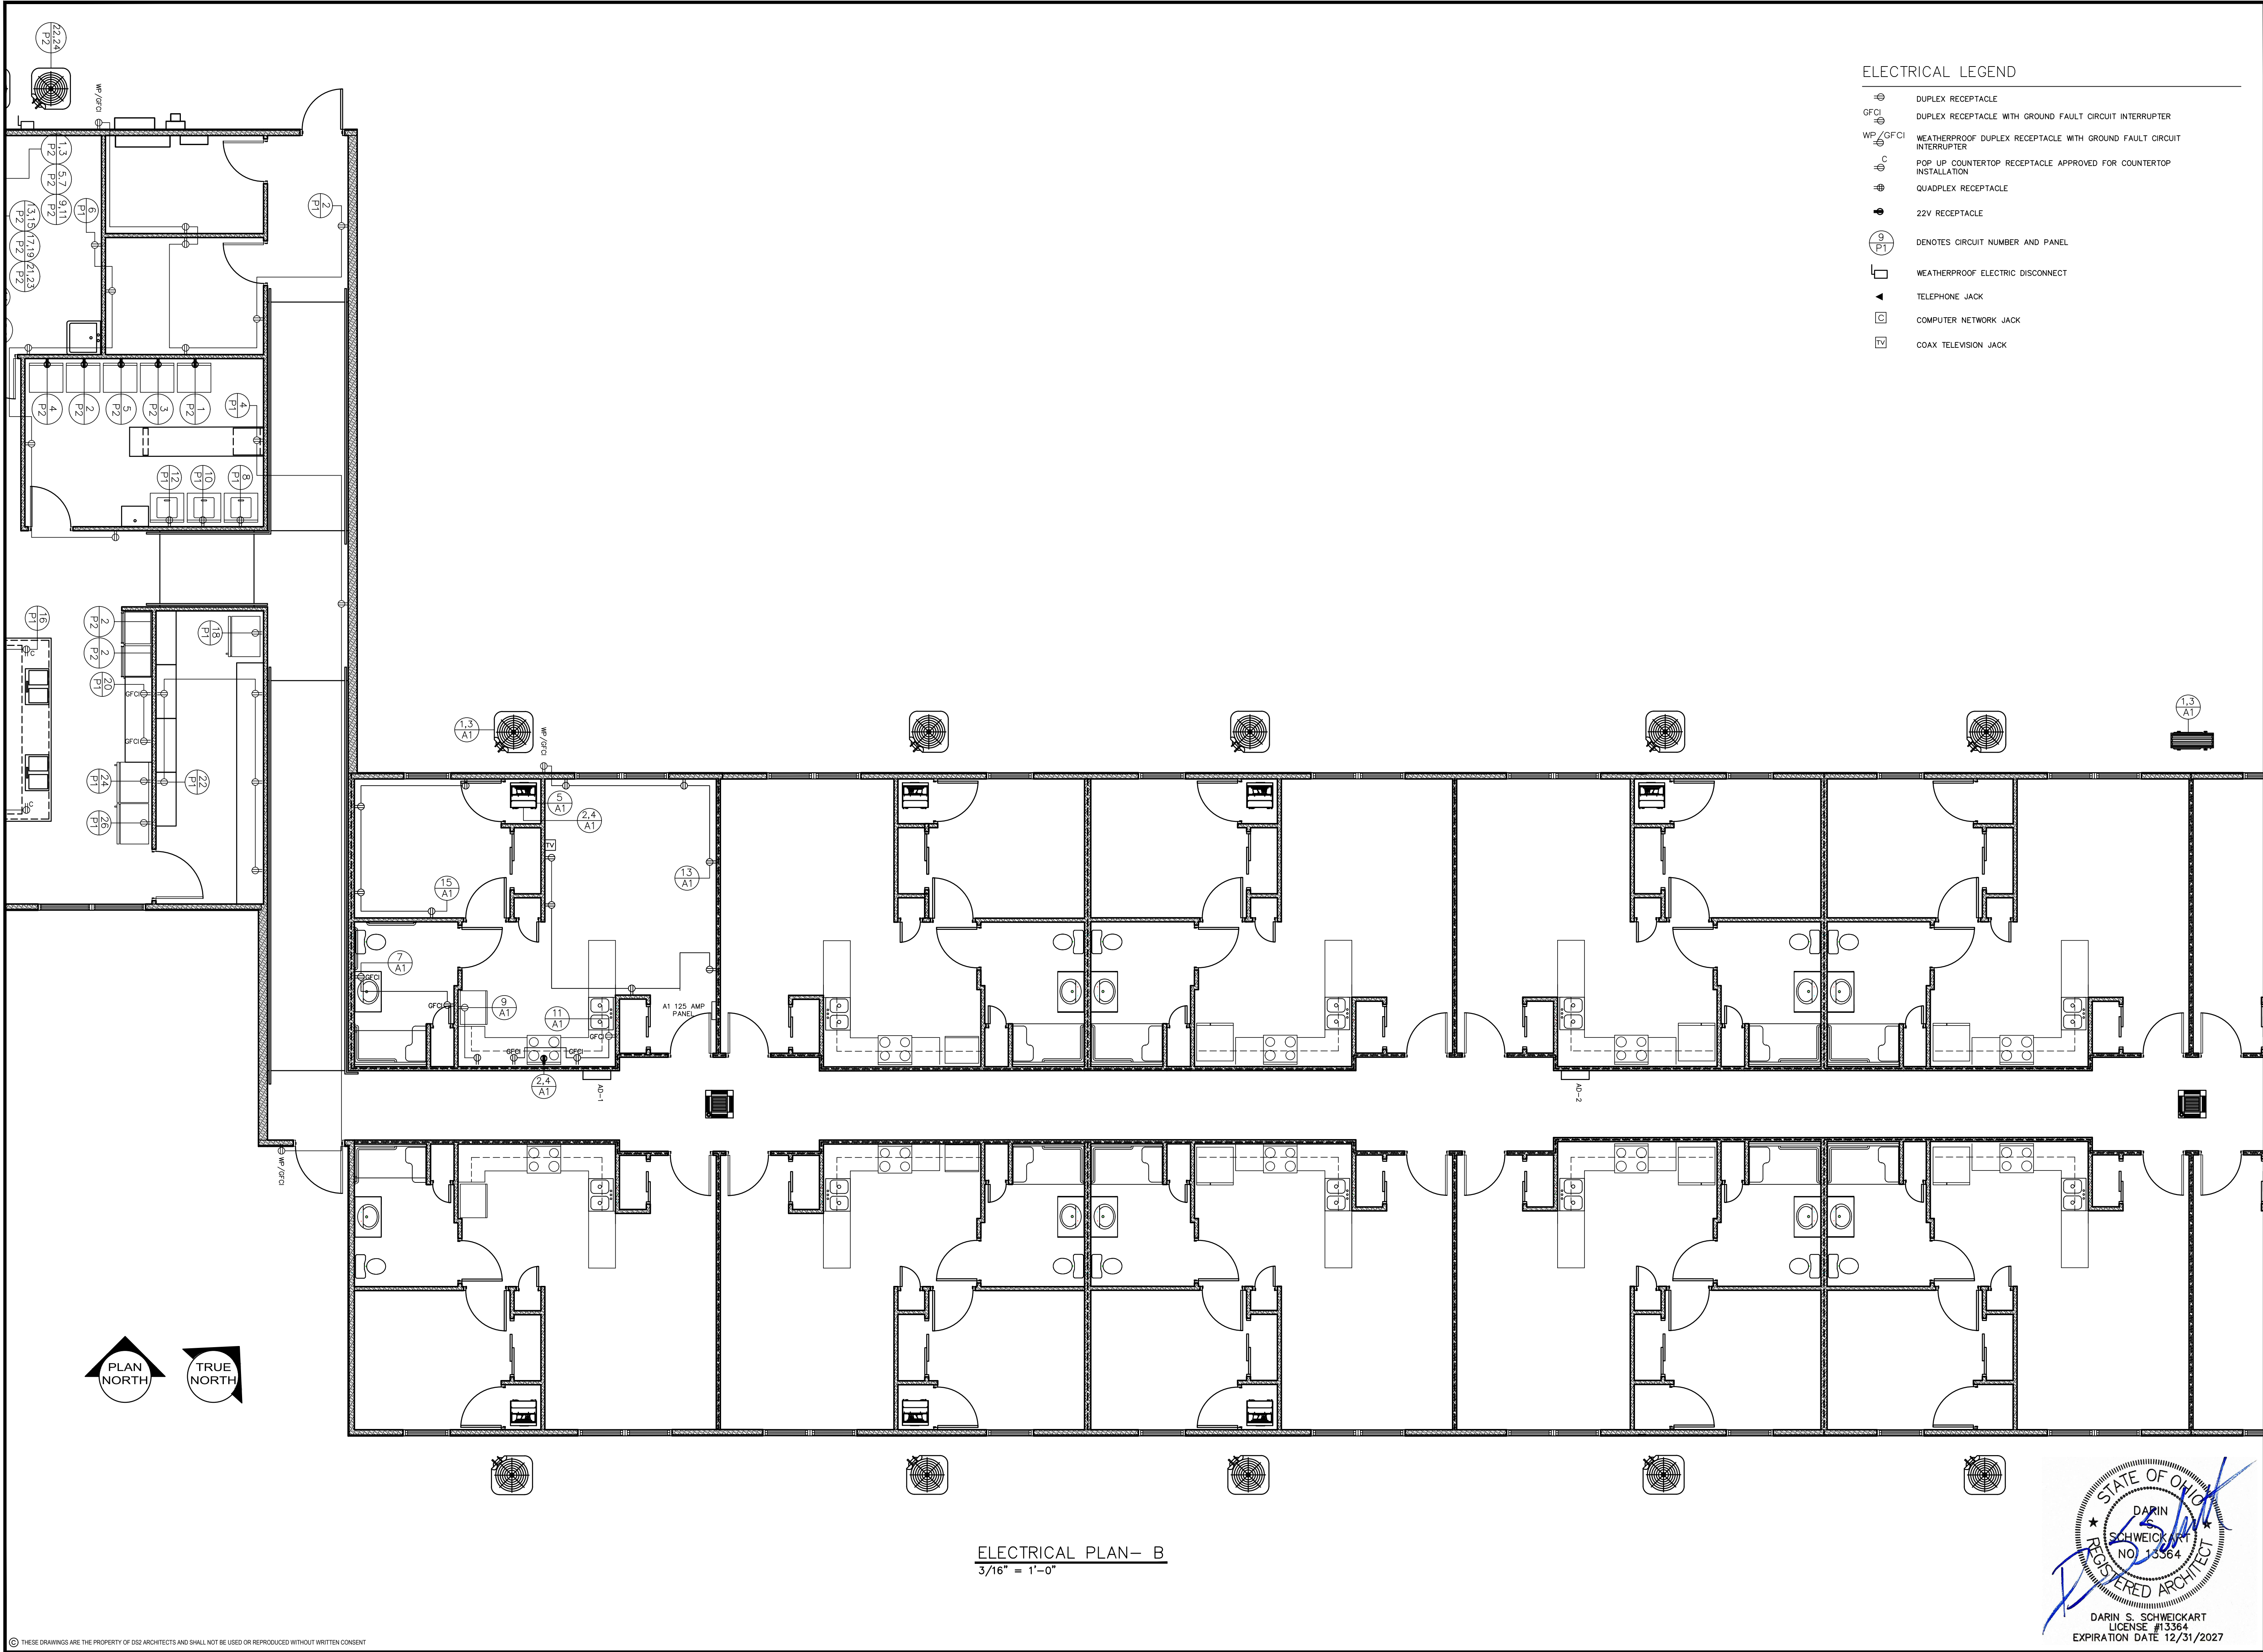 ELECTRICAL LEGEND
DUPLEX RECEPTACLE
GFCI
DUPLEX RECEPTACLE WITH GROUND FAULT CIRCUIT INTERRUPTER
WP/GFCI
WEATHERPROOF DUPLEX RECEPTACLE WITH GROUND FAULT CIRCUIT
INTERRUPTER
C
POP UP COUNTERTOP RECEPTACLE APPROVED FOR COUNTERTOP
INSTALLATION
QUADPLEX RECEPTACLE
22V RECEPTACLE
9
P1
DENOTES CIRCUIT NUMBER AND PANEL
WEATHERPROOF ELECTRIC DISCONNECT
TELEPHONE JACK
C
COMPUTER NETWORK JACK
TV
COAX TELEVISION JACK
22,24
P2
WP/GFCI
1,3
P2
5,7
P2
9,11
P2
6
P1
2
P1
13,15
P2
17,19
P2
21,23
P2
4
P2
2
P2
5
P2
3
P2
1
P2
4
P1
12
P1
10
P1
8
P1
16
P1
C
2
P2
2
P2
18
P1
20
P1
GFCI
GFCI
24
P1
22
P1
C
26
P1
1,3
A1
WP/GFCI
1,3
A1
5
A1
2,4
A1
TV
13
A1
15
A1
7
A1
GFCI
GFCI
9
A1
11
A1
A1 125 AMP
PANEL
GFCI
GFCI
GFCI
2,4
A1
AD-1
AD-2
WP/GFCI
PLAN
NORTH
TRUE
NORTH
ELECTRICAL PLAN- B
3/16" = 1'-0"
STATE OF OHIO
DARIN
S.
SCHWEICKART
NO. 13364
REGISTERED ARCHITECT
DARIN S. SCHWEICKART
LICENSE #13364
EXPIRATION DATE 12/31/2027
© THESE DRAWINGS ARE THE PROPERTY OF DS2 ARCHITECTS AND SHALL NOT BE USED OR REPRODUCED WITHOUT WRITTEN CONSENT